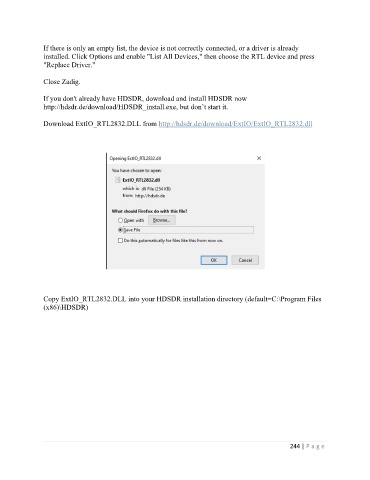 If there is only an empty list, the device is not correctly connected, or a driver is already
installed. Click Options and enable "List All Devices," then choose the RTL device and press
"Replace Driver."
Close Zadig.
If you don't already have HDSDR, download and install HDSDR now
http://hdsdr.de/download/HDSDR_install.exe, but don't start it.
Download ExtIO_RTL2832.DLL from http://hdsdr.de/download/ExtIO/ExtIO_RTL2832.dll
Opening ExtIO_RTL2832.dll
You have chosen to open:
ExtIO_RTL2832.dll
which is: dll File (254 KB)
from: http://hdsdr.de
What should Firefox do with this file?
Open with Browse...
Save File
Do this automatically for files like this from now on.
OK Cancel
Copy ExtIO_RTL2832.DLL into your HDSDR installation directory (default=C:\Program Files
(x86)\HDSDR)
244 | P a g e